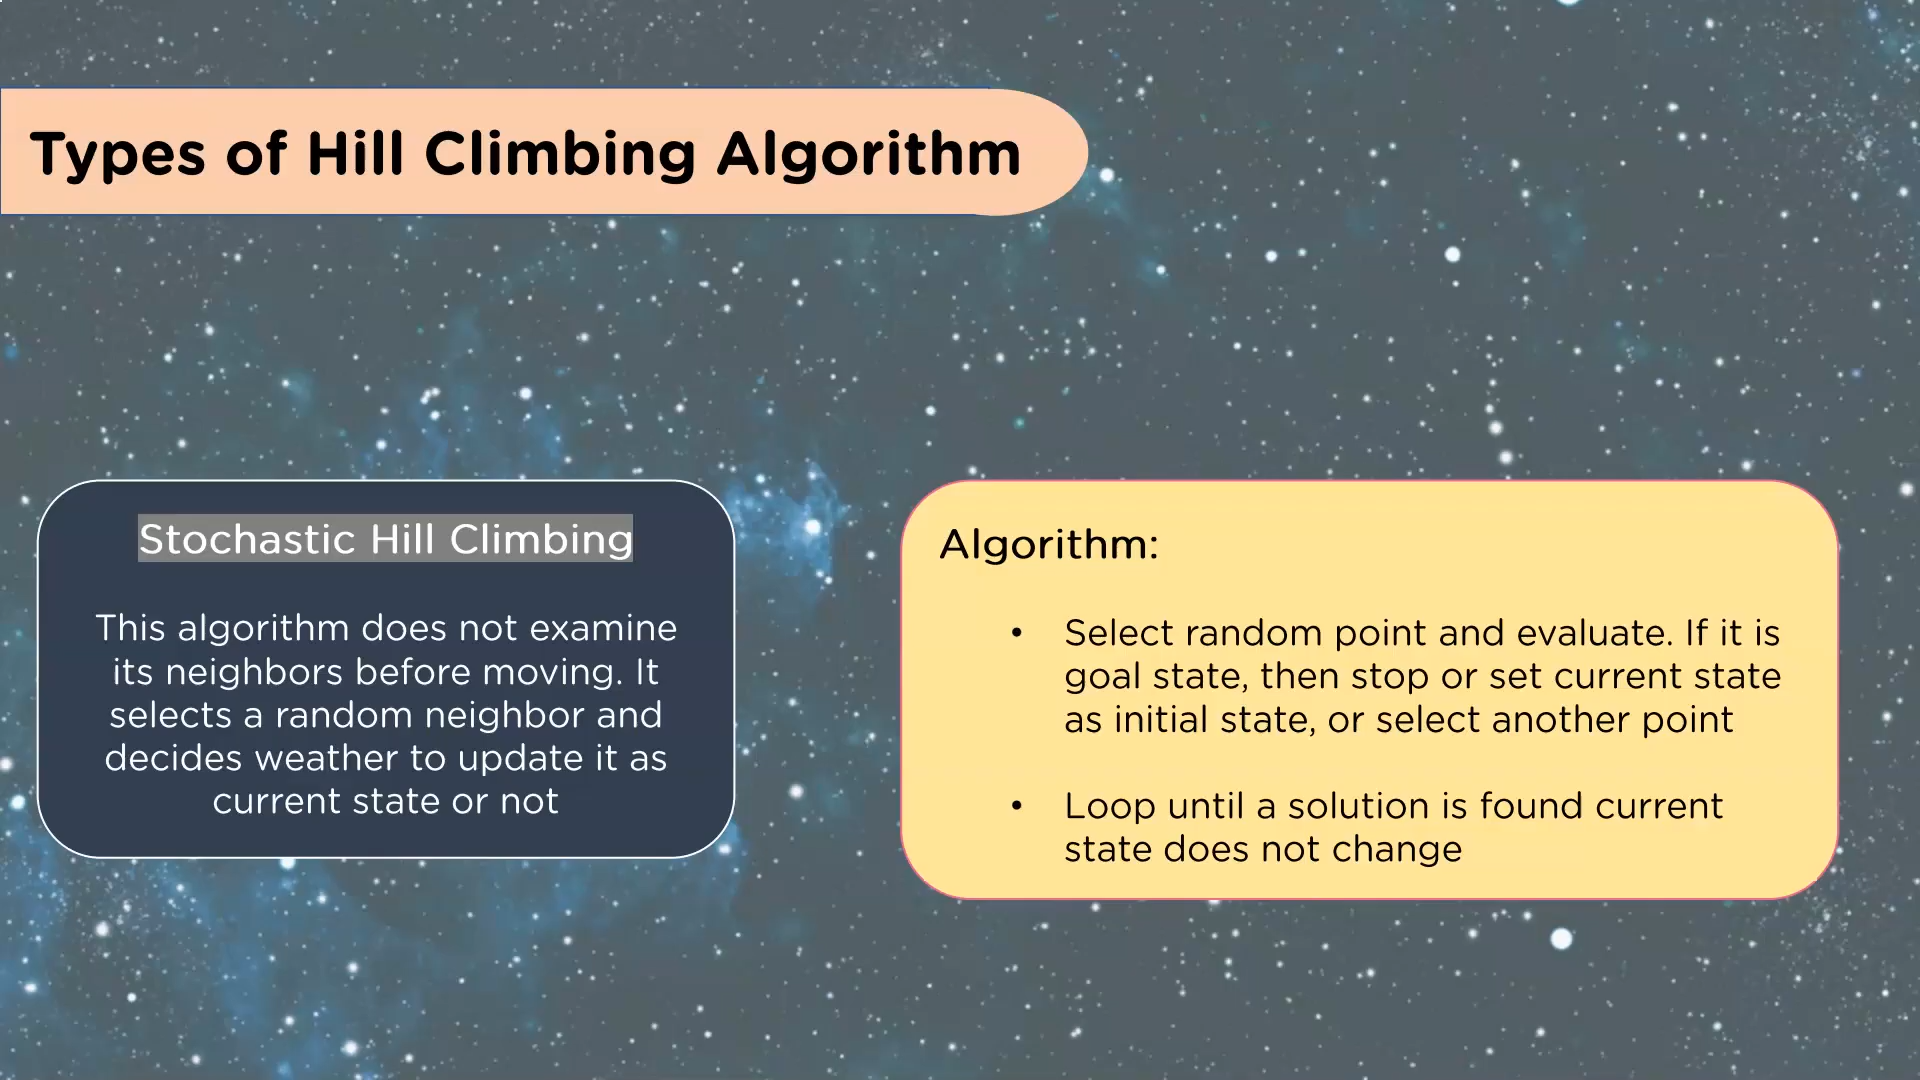 Types of Hill Climbing Algorithm
Stochastic Hill Climbing
This algorithm does not examine
its neighbors before moving. It
selects a random neighbor and
decides weather to update it as
current state or not
Algorithm:
• Select random point and evaluate. If it is
goal state, then stop or set current state
as initial state, or select another point
• Loop until a solution is found current
state does not change